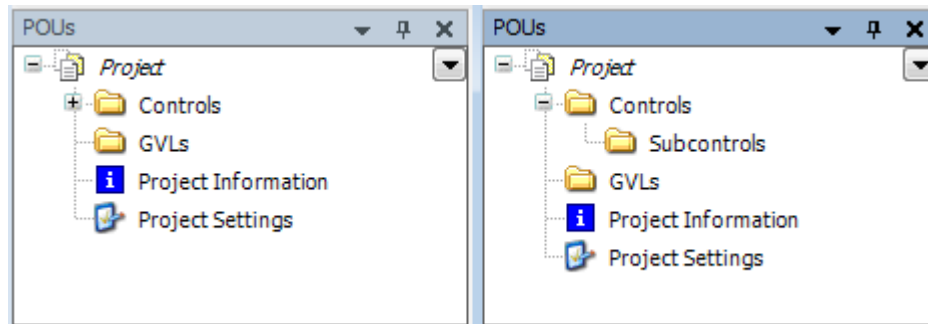 POUs
Project
Controls
GVLs
Project Information
Project Settings
POUs
Project
Controls
Subcontrols
GVLs
Project Information
Project Settings